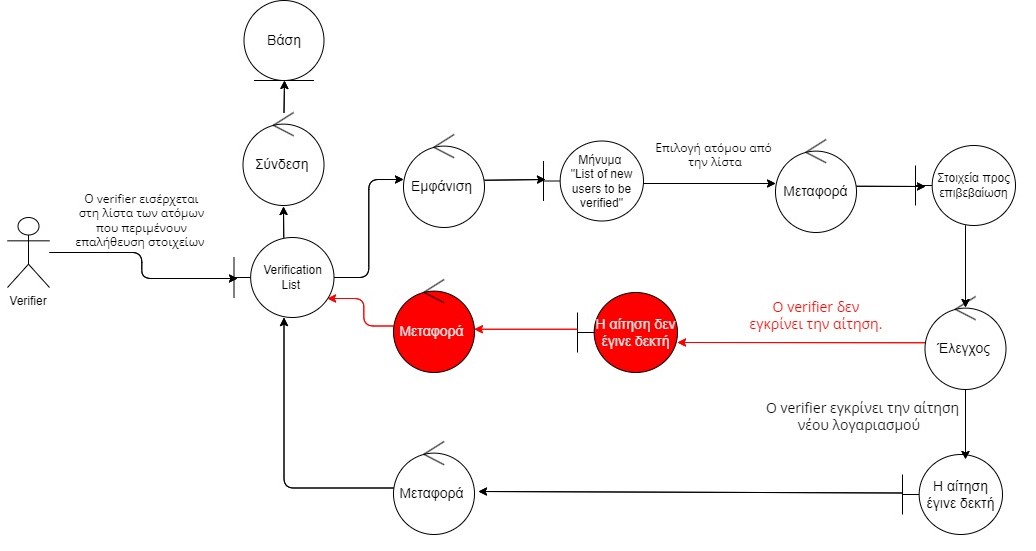 Βάση
Σύνδεση
Ο verifier εισέρχεται
στη λίστα των ατόμων
που περιμένουν
επαλήθευση στοιχείων
Verifier
Verification
List
Εμφάνιση
Μήνυμα
"List of new
users to be
verified"
Επιλογή ατόμου από
την λίστα
Μεταφορά
Στοιχεία προς
επιβεβαίωση
Μεταφορά
Η αίτηση δεν
έγινε δεκτή
Ο verifier δεν
εγκρίνει την αίτηση.
Έλεγχος
Ο verifier εγκρίνει την αίτηση
νέου λογαριασμού
Μεταφορά
Η αίτηση
έγινε δεκτή